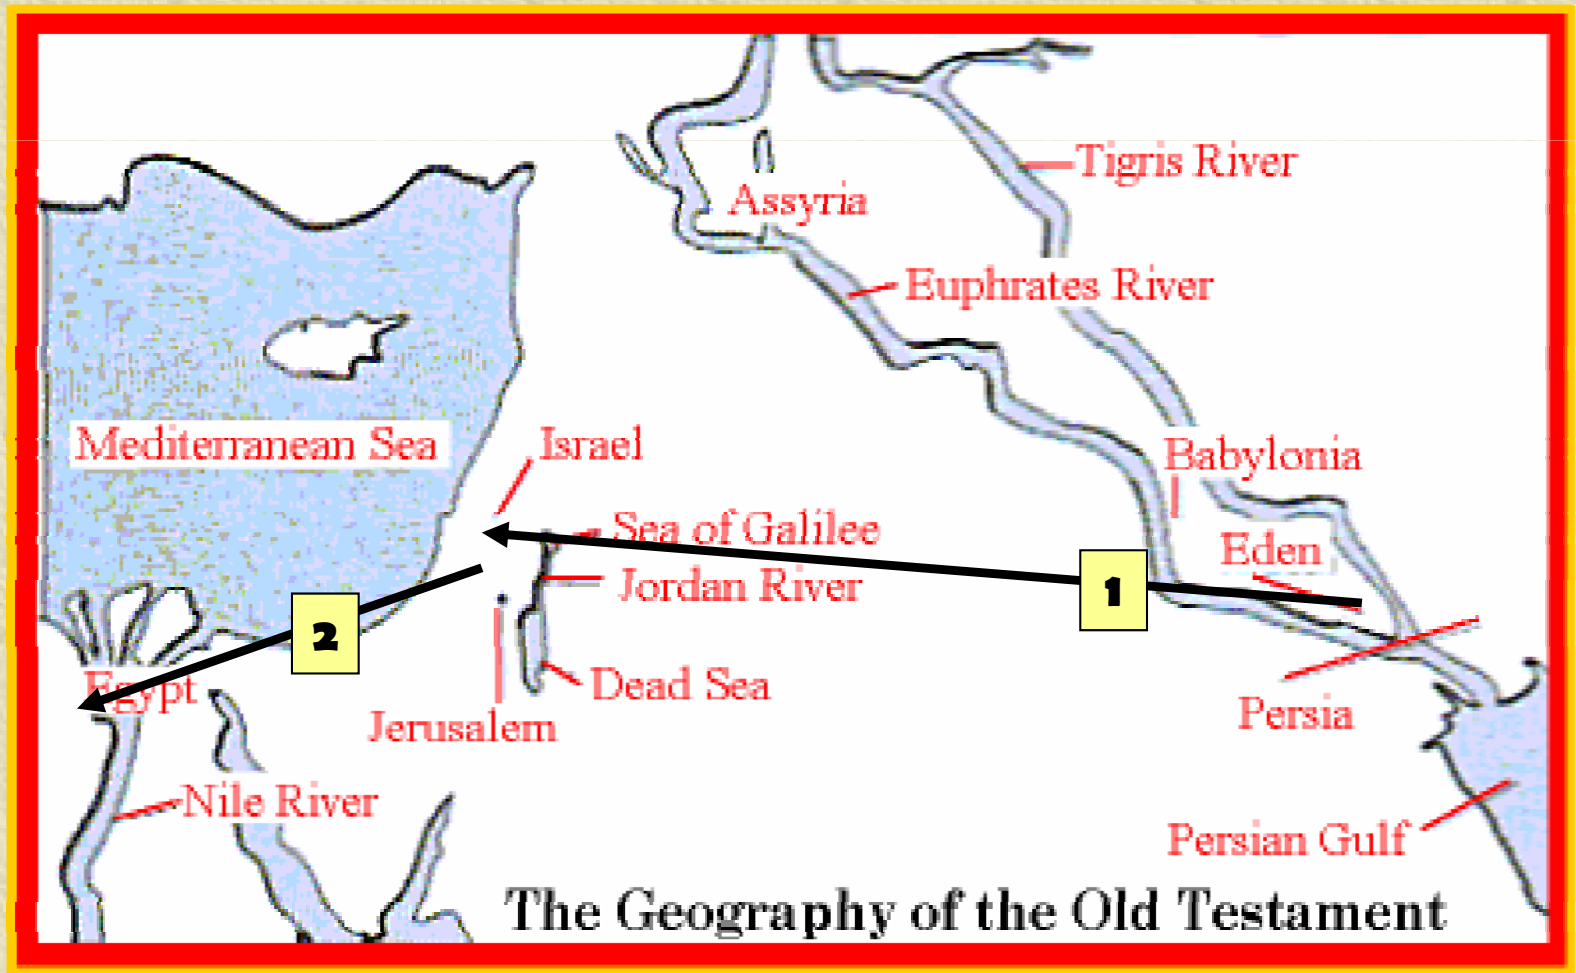 Tigris River
Assyria
Euphrates River
Mediterranean Sea
Israel
Babylonia
Sea of Galilee
Eden
Jordan River
1
2
Egypt
Dead Sea
Jerusalem
Persia
Nile River
Persian Gulf
The Geography of the Old Testament